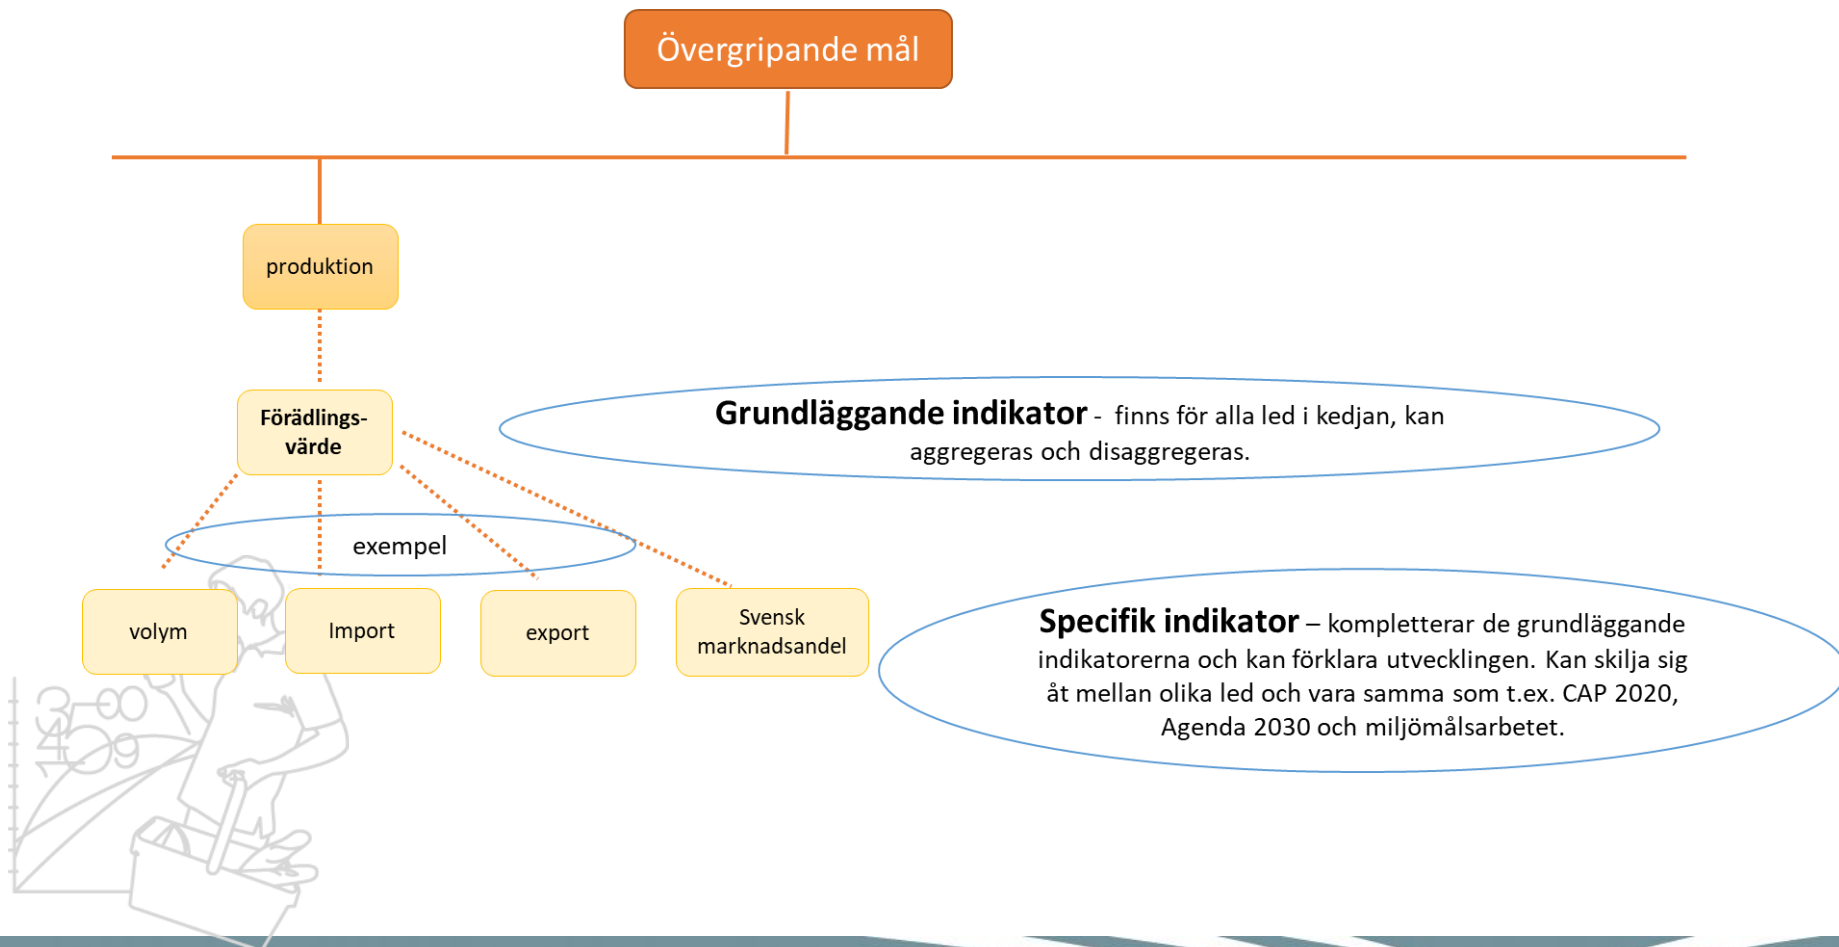 Övergripande mål
produktion
Förädlings-
värde
Grundläggande indikator - finns för alla led i kedjan, kan
aggregeras och disaggregeras.
exempel
volym
Import
export
Svensk
marknadsandel
Specifik indikator – kompletterar de grundläggande
indikatorerna och kan förklara utvecklingen. Kan skilja sig
åt mellan olika led och vara samma som t.ex. CAP 2020,
Agenda 2030 och miljömålsarbetet.